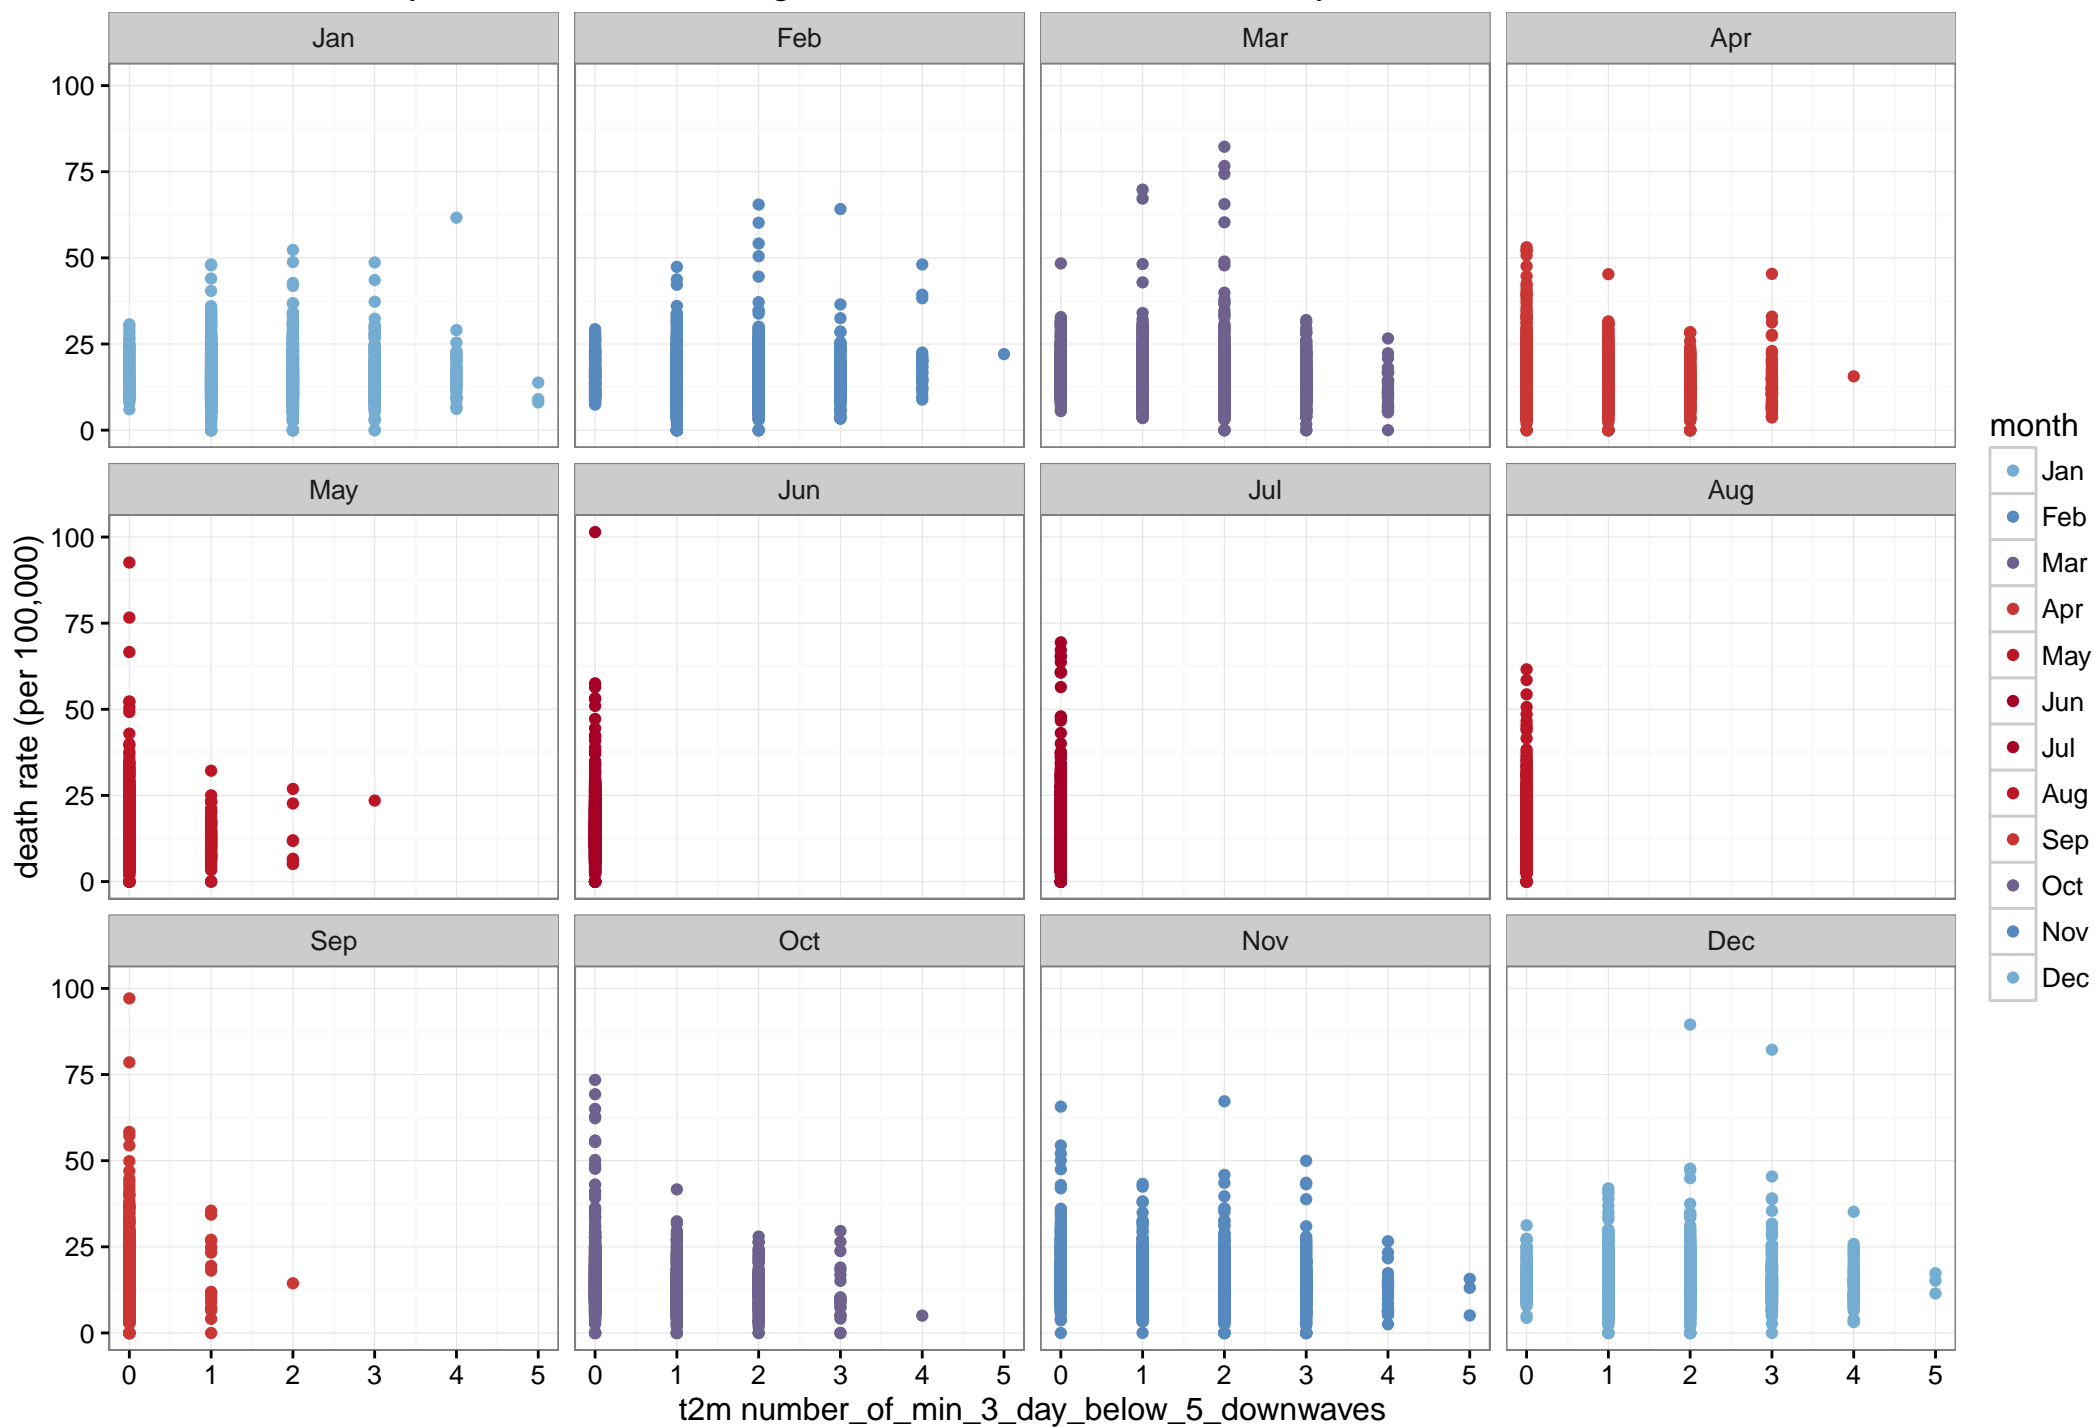 Jan Feb Mar Apr
100
75
50
25
0
May Jun Jul Aug
100
75
50
25
0
Sep Oct Nov Dec
100
75
50
25
0
0 1 2 3 4 5 0 1 2 3 4 5 0 1 2 3 4 5 0 1 2 3 4 5
t2m number_of_min_3_day_below_5_downwaves
death rate (per 100,000)
month
Jan
Feb
Mar
Apr
May
Jun
Jul
Aug
Sep
Oct
Nov
Dec